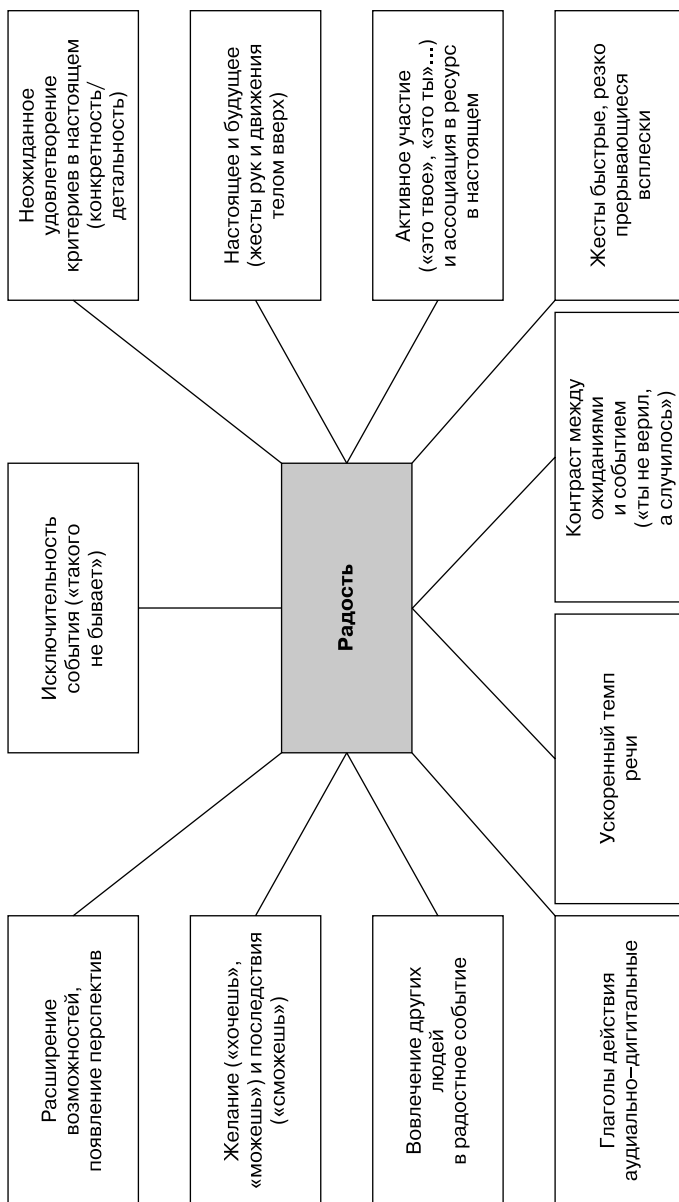 Расширение
возможностей,
появление перспектив
Исключительность
события («такого
не бывает»)
Неожиданное
удовлетворение
критериев в настоящем
(конкретность/
детальность)
Желание («хочешь»,
«можешь») и последствия
(«сможешь»)
Настоящее и будущее
(жесты рук и движения
телом вверх)
Радость
Вовлечение других
людей
в радостное событие
Активное участие
(«это твое», «это ты»...)
и ассоциация в ресурс
в настоящем
Глаголы действия
аудиально–дигитальные
Ускоренный темп
речи
Контраст между
ожиданиями
и событием
(«ты не верил,
а случилось»)
Жесты быстрые, резко
прерывающиеся
всплески